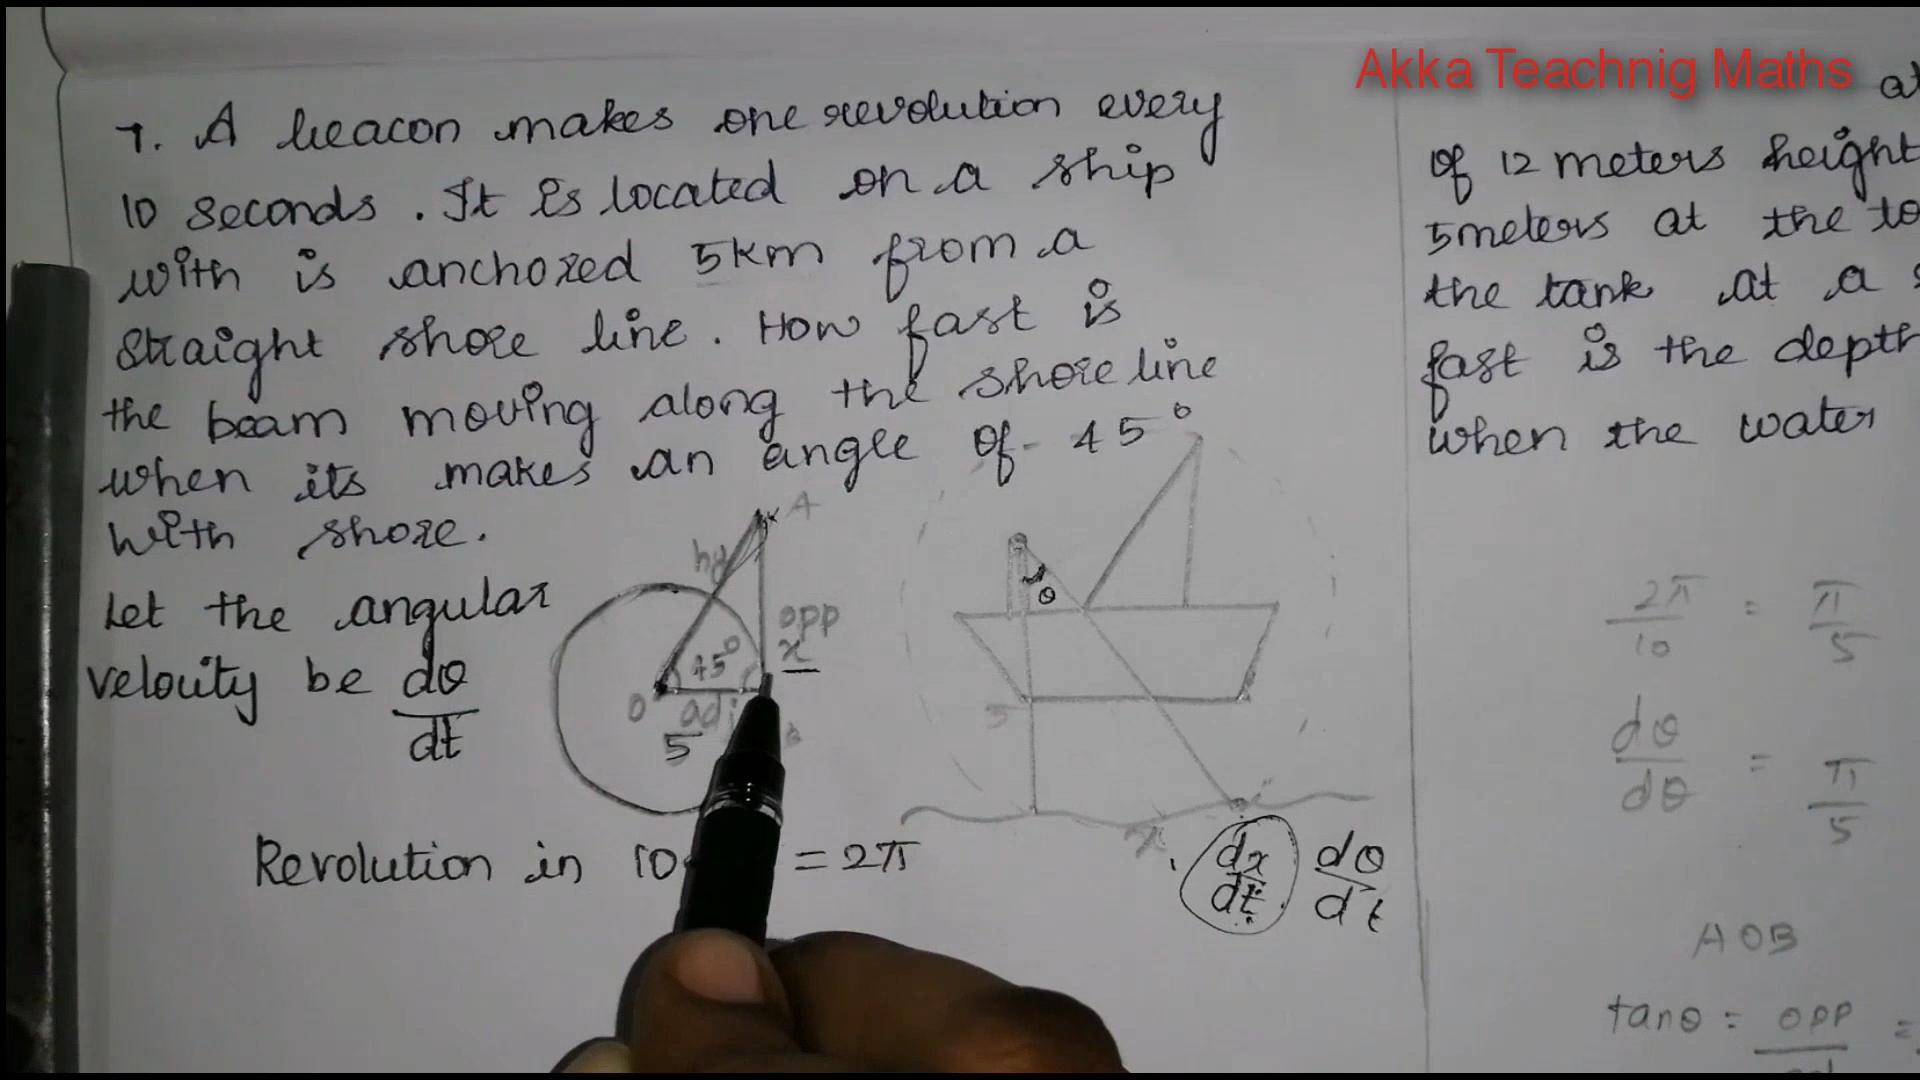 Akka Teachnig Maths
7. A beacon makes one revolution every
10 seconds. It is located on a ship
with is anchored 5km from a
straight shore line. How fast is
the beam moving along the shore line
when its makes an angle of 45°
with shore.
Let the angular
velouity be dθ
dt
A
hy
opp
x
45°
O
adj
5
θ
5
x
Revolution in 10 = 2π
dx
dt
dθ
dt
of 12 meters height
5meters at the to
the tank at a s
fast is the depth
when the water
2π = π
10 5
dθ = π
dθ 5
AOB
tanθ = opp =